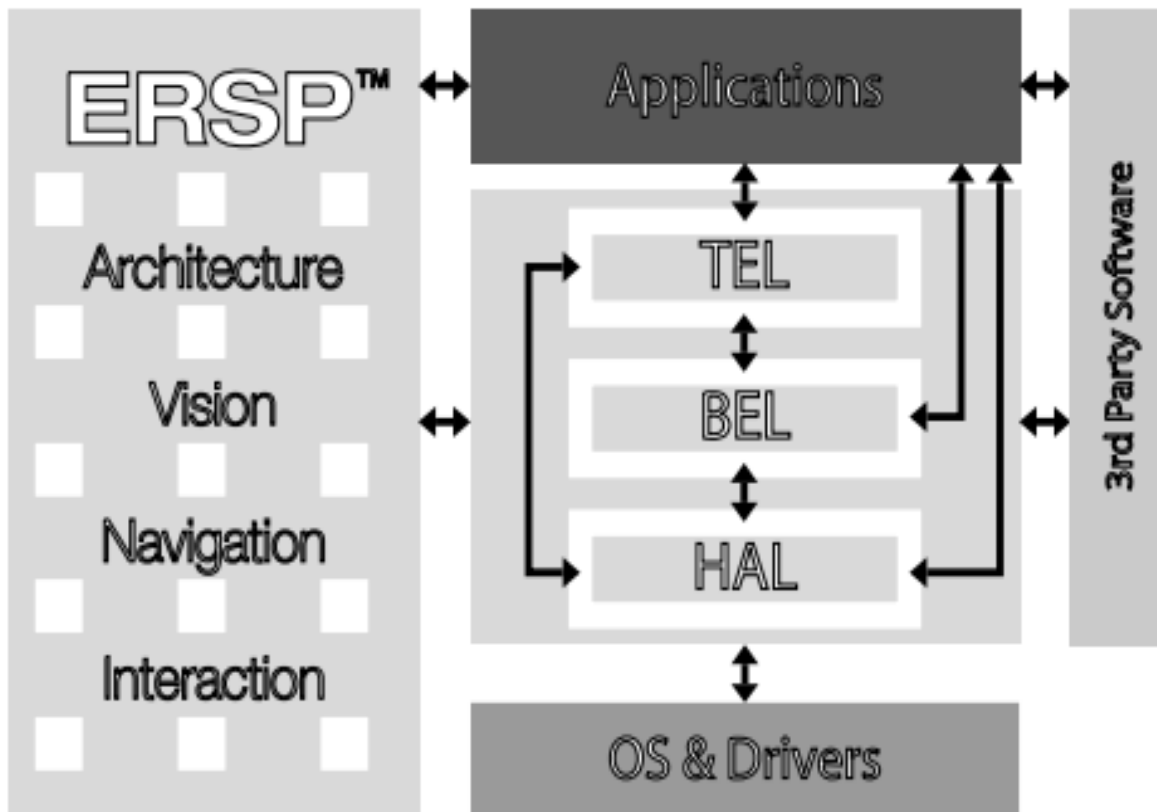 ERSP™
Architecture
Vision
Navigation
Interaction
Applications
TEL
BEL
HAL
OS & Drivers
3rd Party Software